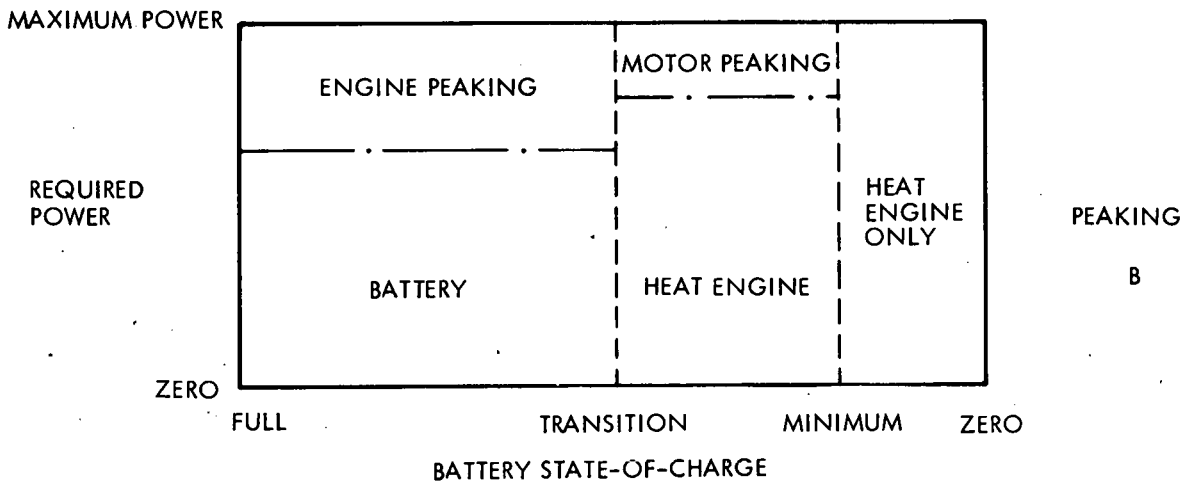 MAXIMUM POWER
ENGINE PEAKING
MOTOR PEAKING
REQUIRED
POWER
HEAT
ENGINE
ONLY
PEAKING
B
BATTERY
HEAT ENGINE
ZERO
FULL
TRANSITION
MINIMUM
ZERO
BATTERY STATE-OF-CHARGE